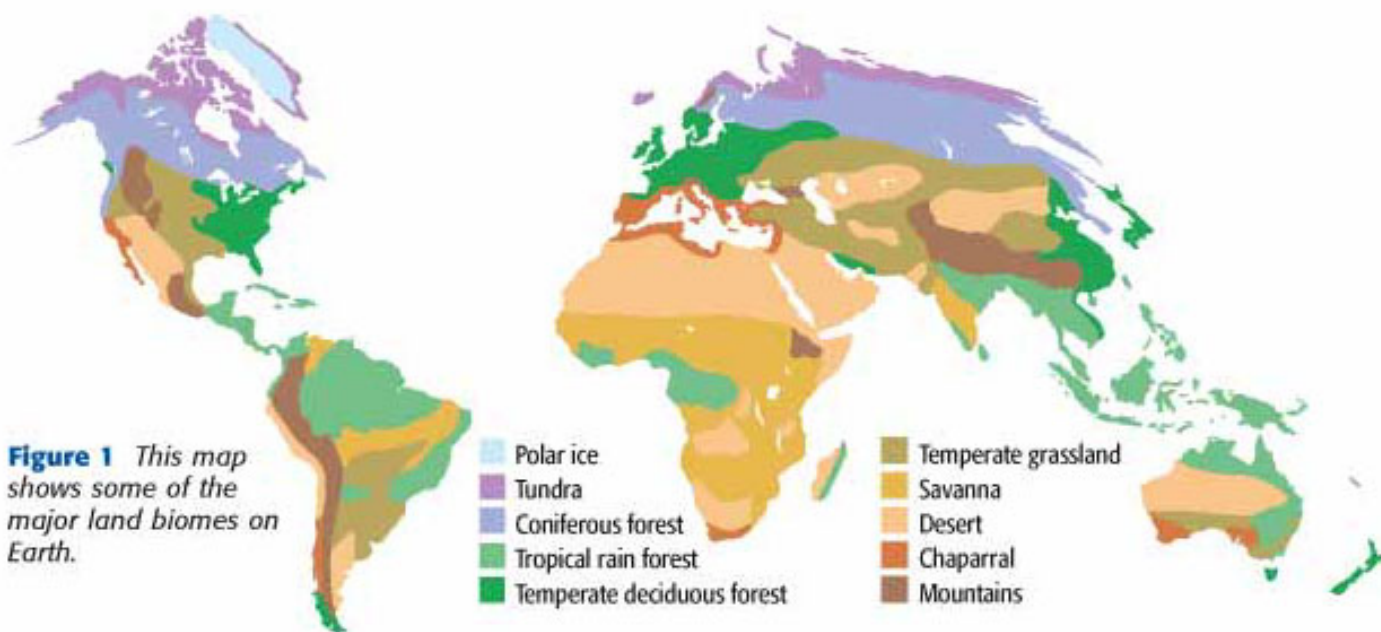 Figure 1 This map
shows some of the
major land biomes on
Earth.
Polar ice
Tundra
Coniferous forest
Tropical rain forest
Temperate deciduous forest
Temperate grassland
Savanna
Desert
Chaparral
Mountains